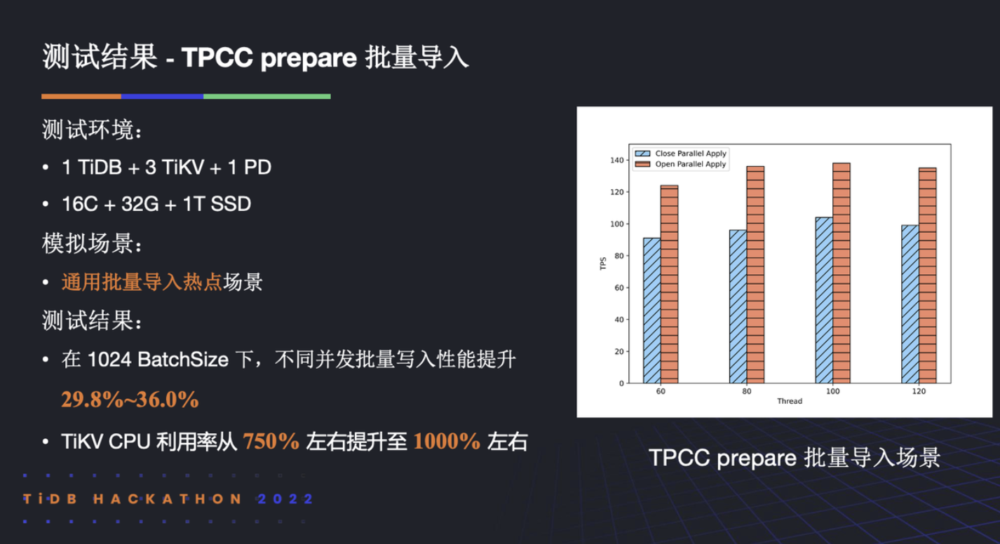 测试结果 - TPCC prepare 批量导入
测试环境：
• 1 TiDB + 3 TiKV + 1 PD
• 16C + 32G + 1T SSD
模拟场景：
• 通用批量导入热点场景
测试结果：
• 在 1024 BatchSize 下，不同并发批量写入性能提升
29.8%~36.0%
• TiKV CPU 利用率从 750% 左右提升至 1000% 左右
TiDB HACKATHON 2022
Close Parallel Apply
Open Parallel Apply
140
120
100
80
60
40
20
0
TPS
60 80 100 120
Thread
TPCC prepare 批量导入场景